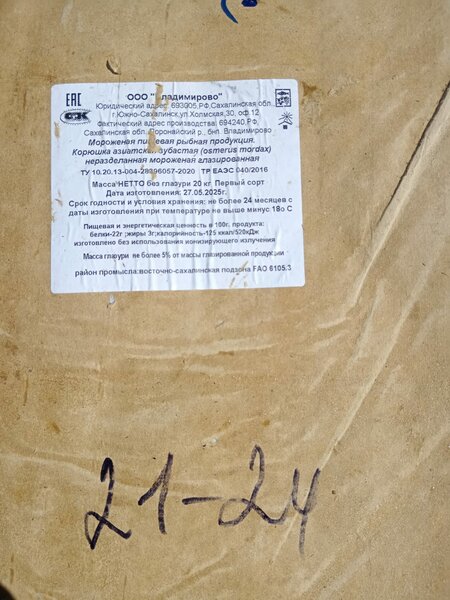 EAC
СК
ООО "Владимирово"
Юридический адрес: 693005,РФ,Сахалинская обл.,
г.Южно-Сахалинск,ул.Холмская,30, оф.12
фактический адрес производства: 694240,РФ,
Сахалинская обл.,Поронайский р., бнп. Владимирово
Мороженая пищевая рыбная продукция.
Корюшка азиатская зубастая (osmerus mordax)
неразделанная мороженая глазированная
ТУ 10.20.13-004-28396057-2020 ТР ЕАЭС 040/2016
Масса НЕТТО без глазури 20 кг Первый сорт
Дата изготовления: 27.05.2025г.
Срок годности и условия хранения: не более 24 месяцев с
даты изготовления при температуре не выше минус 18о С
Пищевая и энергетическая ценность в 100г. продукта:
белки-22г ;жиры 3г;калорийность-125 ккал/520кДж
изготовлено без использования ионизирующего излучения
Масса глазури не более 5% от массы глазированной продукции
район промысла:восточно-сахалинская подзона FAO 6105.3
21-24